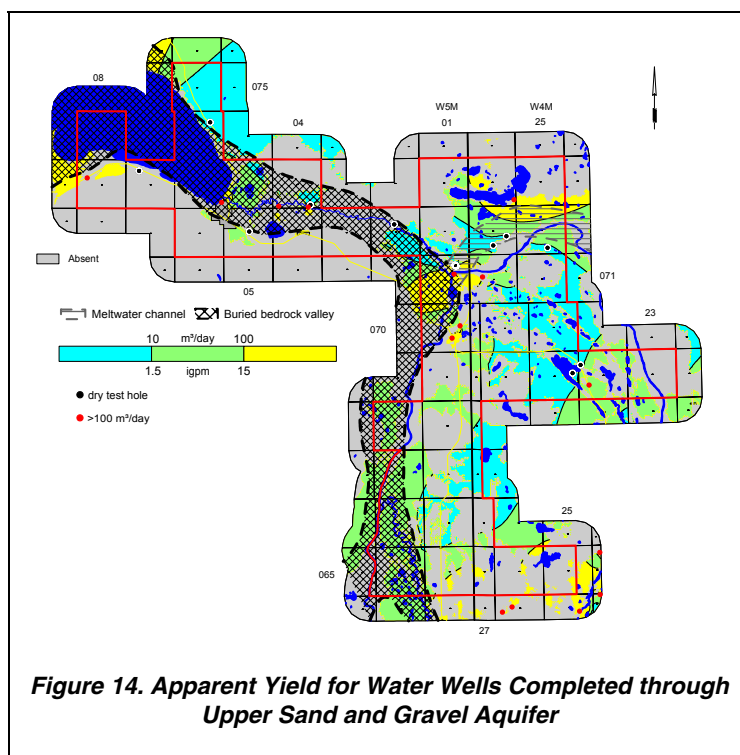 08
075
04
W5M W4M
01 25
Absent
05
071
Meltwater channel Buried bedrock valley
070
23
10 m³/day 100
1.5 igpm 15
dry test hole
>100 m³/day
25
065
27
Figure 14. Apparent Yield for Water Wells Completed through
Upper Sand and Gravel Aquifer